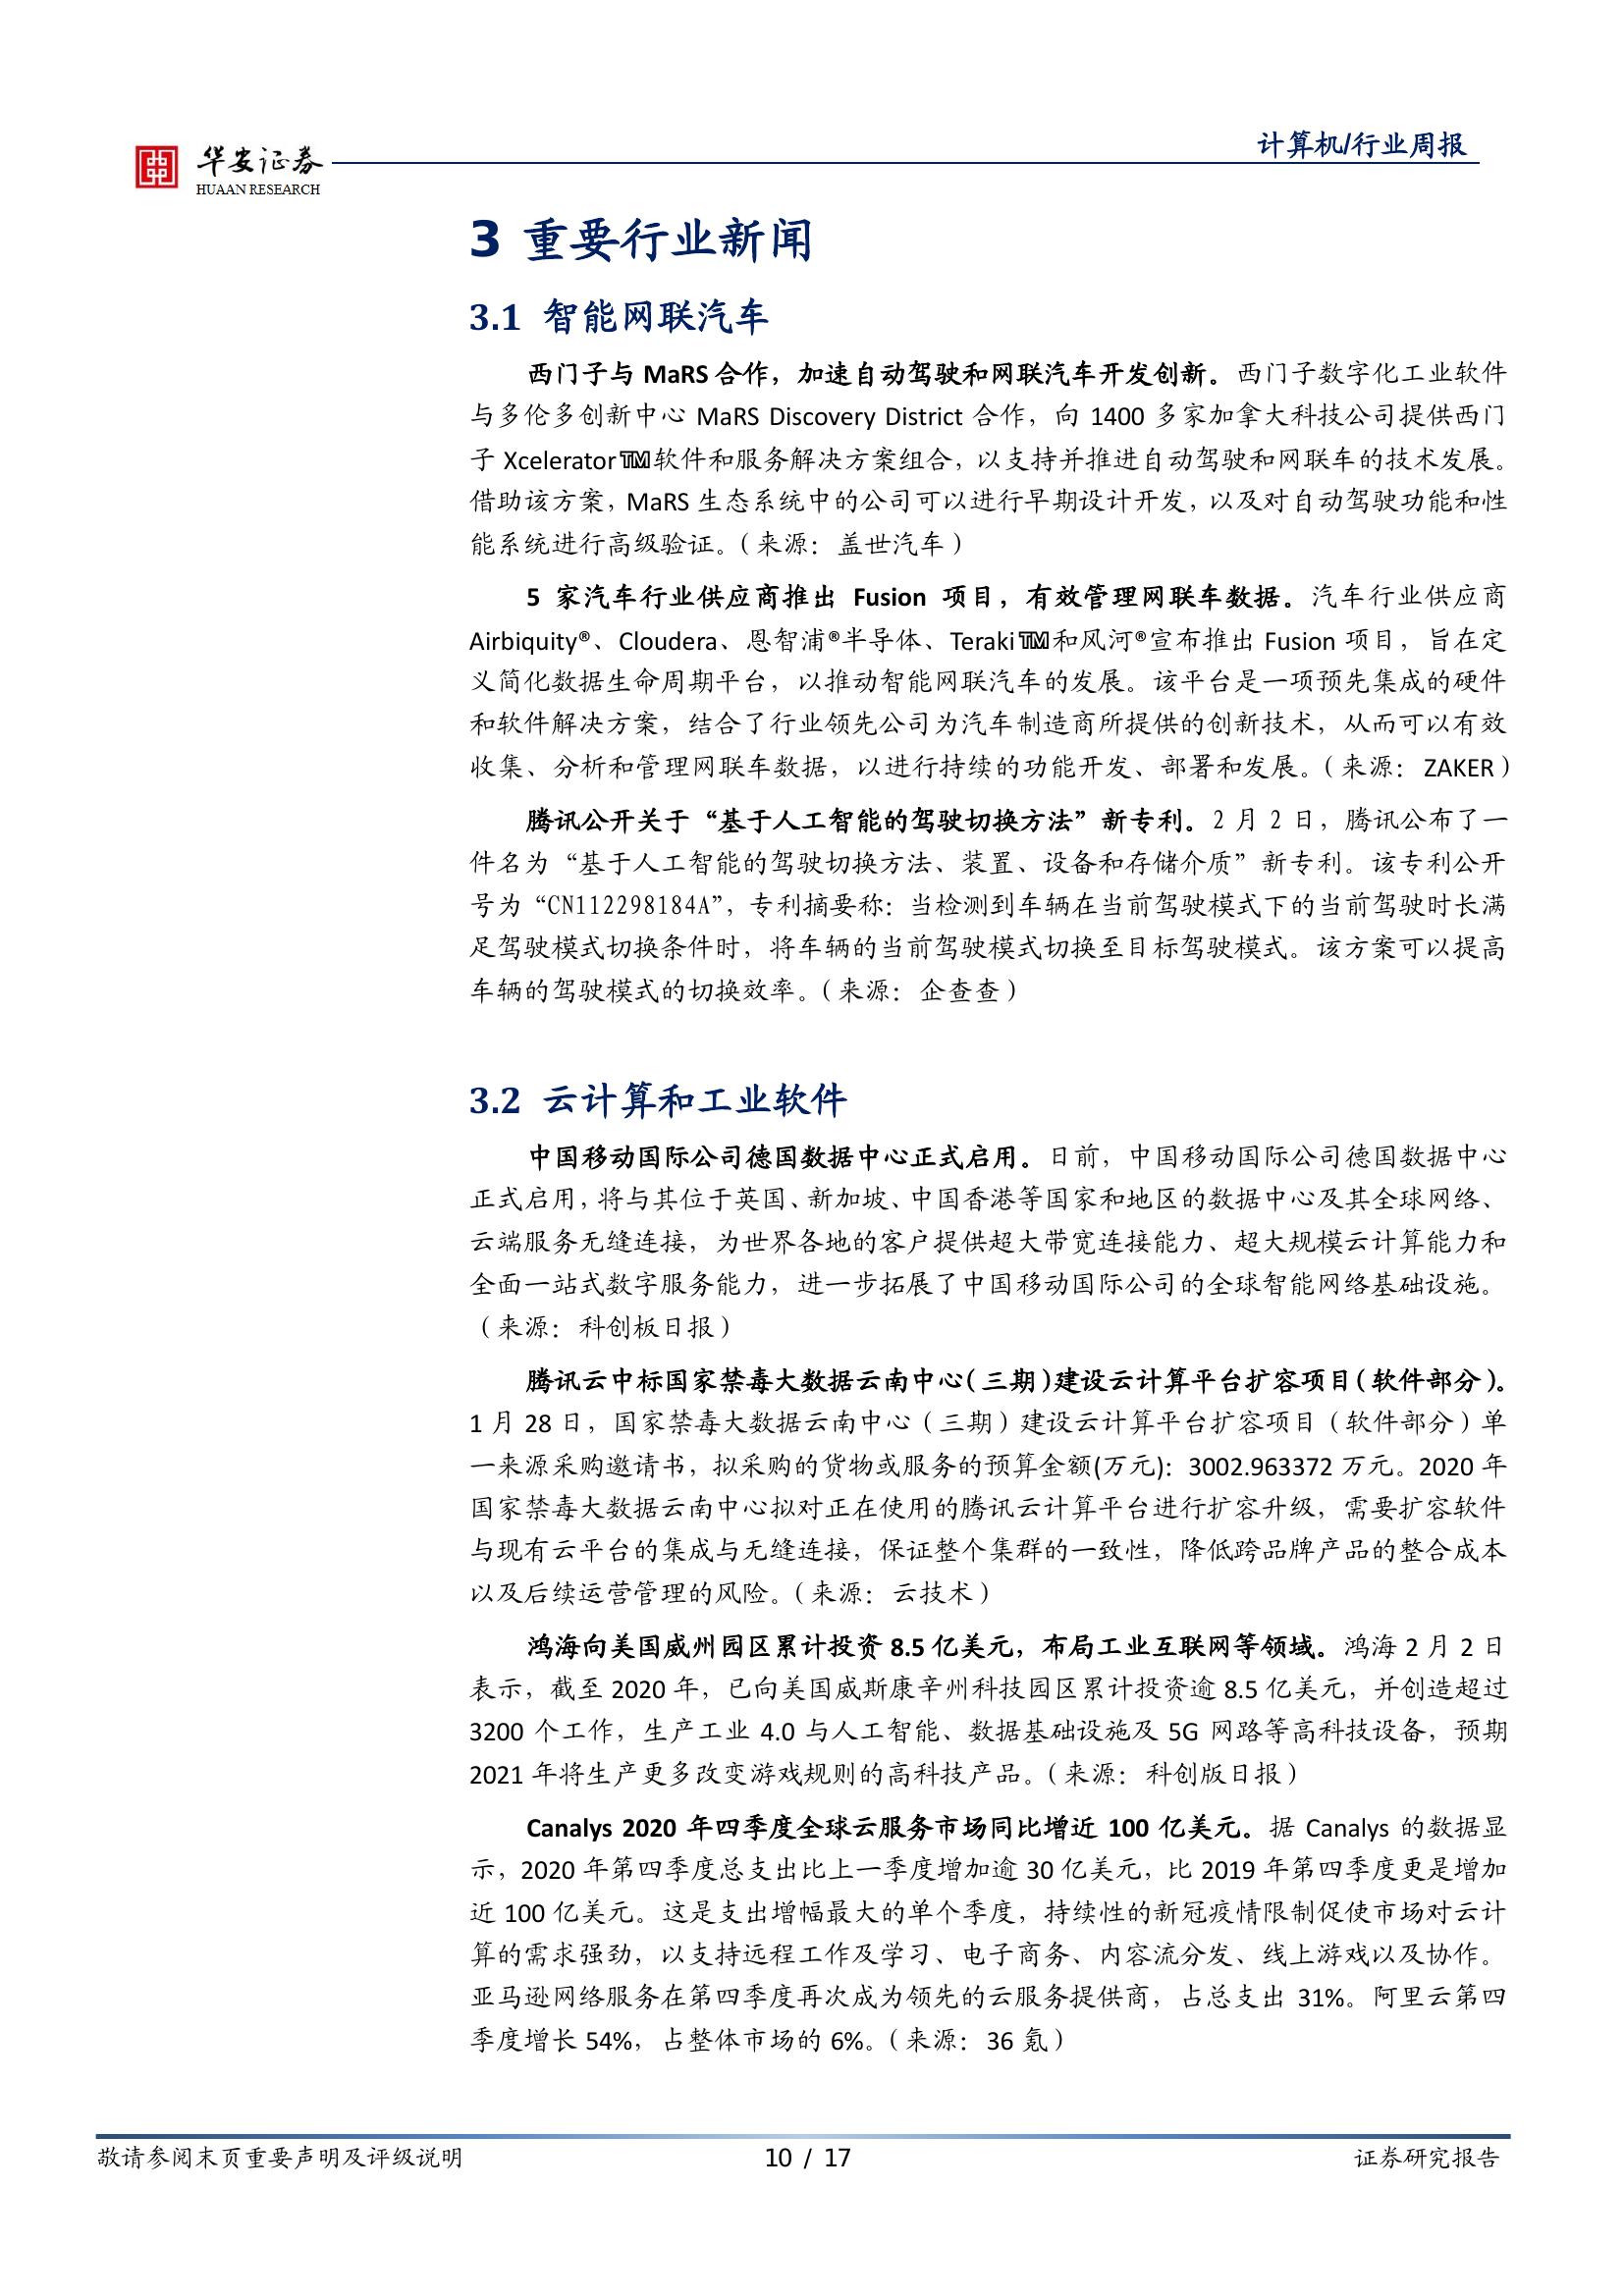 华安证券
HUAAN RESEARCH
计算机/行业周报
3 重要行业新闻
3.1 智能网联汽车
西门子与 MaRS 合作，加速自动驾驶和网联汽车开发创新。西门子数字化工业软件
与多伦多创新中心 MaRS Discovery District 合作，向 1400 多家加拿大科技公司提供西门
子 Xcelerator™软件和服务解决方案组合，以支持并推进自动驾驶和网联车的技术发展。
借助该方案，MaRS 生态系统中的公司可以进行早期设计开发，以及对自动驾驶功能和性
能系统进行高级验证。（来源：盖世汽车）
5 家汽车行业供应商推出 Fusion 项目，有效管理网联车数据。汽车行业供应商
Airbiquity®、Cloudera、恩智浦®半导体、Teraki™和风河®宣布推出 Fusion 项目，旨在定
义简化数据生命周期平台，以推动智能网联汽车的发展。该平台是一项预先集成的硬件
和软件解决方案，结合了行业领先公司为汽车制造商所提供的创新技术，从而可以有效
收集、分析和管理网联车数据，以进行持续的功能开发、部署和发展。（来源：ZAKER）
腾讯公开关于“基于人工智能的驾驶切换方法”新专利。2 月 2 日，腾讯公布了一
件名为“基于人工智能的驾驶切换方法、装置、设备和存储介质”新专利。该专利公开
号为“CN112298184A”，专利摘要称：当检测到车辆在当前驾驶模式下的当前驾驶时长满
足驾驶模式切换条件时，将车辆的当前驾驶模式切换至目标驾驶模式。该方案可以提高
车辆的驾驶模式的切换效率。（来源：企查查）
3.2 云计算和工业软件
中国移动国际公司德国数据中心正式启用。日前，中国移动国际公司德国数据中心
正式启用，将与其位于英国、新加坡、中国香港等国家和地区的数据中心及其全球网络、
云端服务无缝连接，为世界各地的客户提供超大带宽连接能力、超大规模云计算能力和
全面一站式数字服务能力，进一步拓展了中国移动国际公司的全球智能网络基础设施。
（来源：科创板日报）
腾讯云中标国家禁毒大数据云南中心（三期）建设云计算平台扩容项目（软件部分）。
1 月 28 日，国家禁毒大数据云南中心（三期）建设云计算平台扩容项目（软件部分）单
一来源采购邀请书，拟采购的货物或服务的预算金额(万元)：3002.963372 万元。2020 年
国家禁毒大数据云南中心拟对正在使用的腾讯云计算平台进行扩容升级，需要扩容软件
与现有云平台的集成与无缝连接，保证整个集群的一致性，降低跨品牌产品的整合成本
以及后续运营管理的风险。（来源：云技术）
鸿海向美国威州园区累计投资 8.5 亿美元，布局工业互联网等领域。鸿海 2 月 2 日
表示，截至 2020 年，已向美国威斯康辛州科技园区累计投资逾 8.5 亿美元，并创造超过
3200 个工作，生产工业 4.0 与人工智能、数据基础设施及 5G 网路等高科技设备，预期
2021 年将生产更多改变游戏规则的高科技产品。（来源：科创版日报）
Canalys 2020 年四季度全球云服务市场同比增近 100 亿美元。据 Canalys 的数据显
示，2020 年第四季度总支出比上一季度增加逾 30 亿美元，比 2019 年第四季度更是增加
近 100 亿美元。这是支出增幅最大的单个季度，持续性的新冠疫情限制促使市场对云计
算的需求强劲，以支持远程工作及学习、电子商务、内容流分发、线上游戏以及协作。
亚马逊网络服务在第四季度再次成为领先的云服务提供商，占总支出 31%。阿里云第四
季度增长 54%，占整体市场的 6%。（来源：36 氪）
敬请参阅末页重要声明及评级说明
10 / 17
证券研究报告